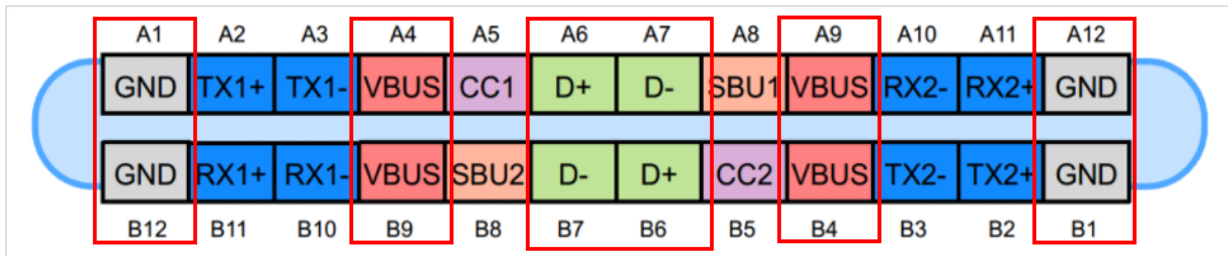 A1 A2 A3 A4 A5 A6 A7 A8 A9 A10 A11 A12
GND TX1+ TX1- VBUS CC1 D+ D- SBU1 VBUS RX2- RX2+ GND
GND RX1+ RX1- VBUS SBU2 D- D+ CC2 VBUS TX2- TX2+ GND
B12 B11 B10 B9 B8 B7 B6 B5 B4 B3 B2 B1